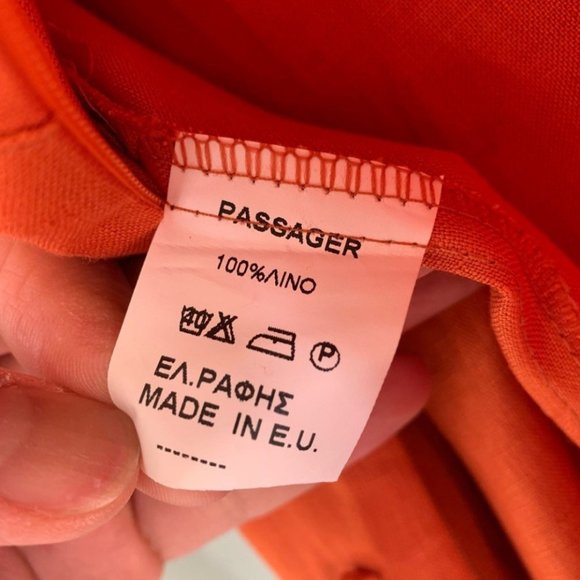 PASSAGER
100%ΛΙΝΟ
P
ΕΛ.ΡΑΦΗΣ
MADE IN E.U.
--------